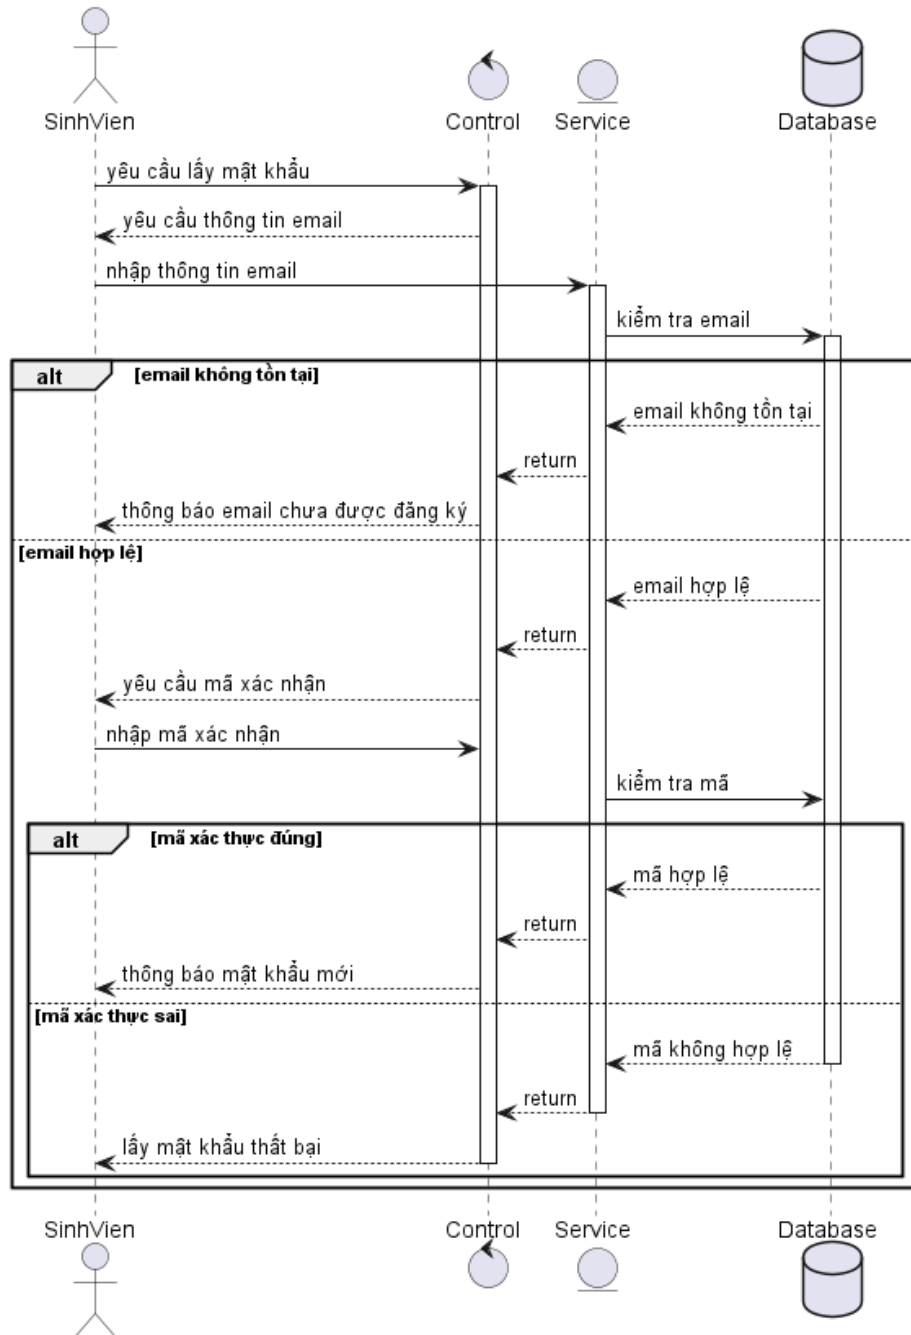 SinhVien Control Service Database
yêu cầu lấy mật khẩu
yêu cầu thông tin email
nhập thông tin email
kiểm tra email
alt [email không tồn tại]
email không tồn tại
return
thông báo email chưa được đăng ký
[email hợp lệ]
email hợp lệ
return
yêu cầu mã xác nhận
nhập mã xác nhận
kiểm tra mã
alt [mã xác thực đúng]
mã hợp lệ
return
thông báo mật khẩu mới
[mã xác thực sai]
mã không hợp lệ
return
lấy mật khẩu thất bại
SinhVien Control Service Database